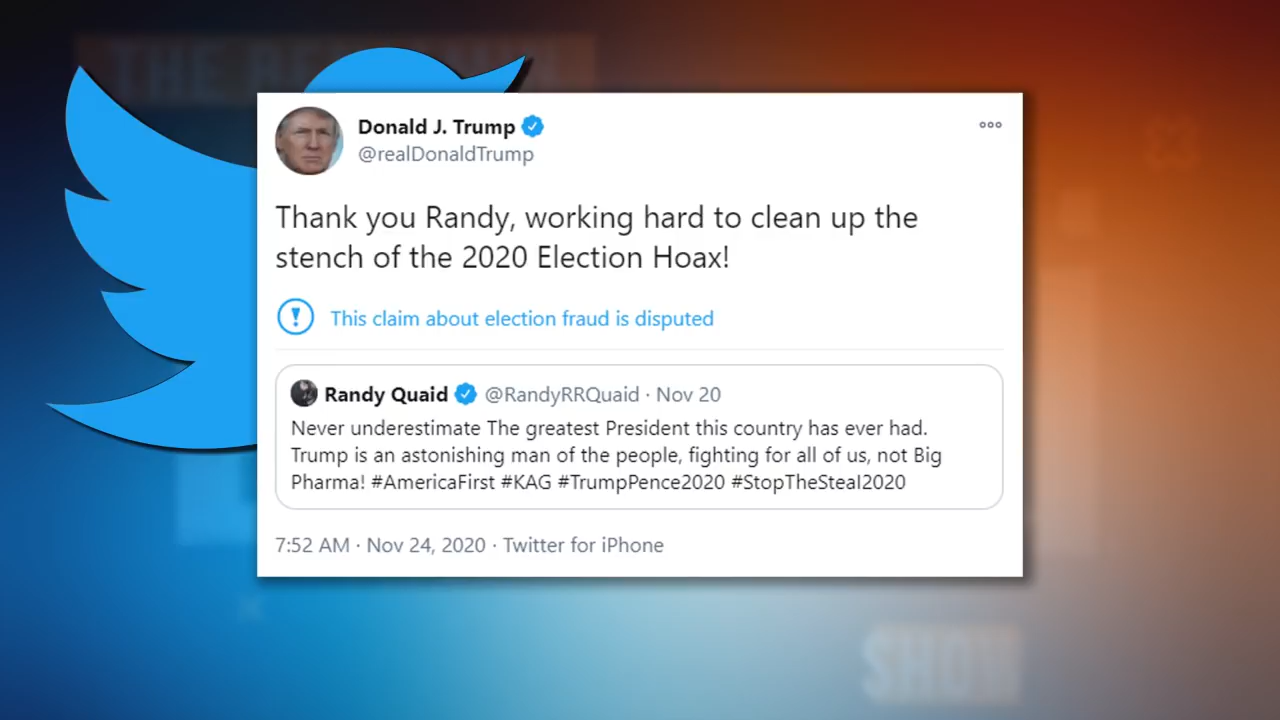 Donald J. Trump
@realDonaldTrump
Thank you Randy, working hard to clean up the
stench of the 2020 Election Hoax!
This claim about election fraud is disputed
Randy Quaid @RandyRRQuaid · Nov 20
Never underestimate The greatest President this country has ever had.
Trump is an astonishing man of the people, fighting for all of us, not Big
Pharma! #AmericaFirst #KAG #TrumpPence2020 #StopTheSteal2020
7:52 AM · Nov 24, 2020 · Twitter for iPhone
THE
SHOW